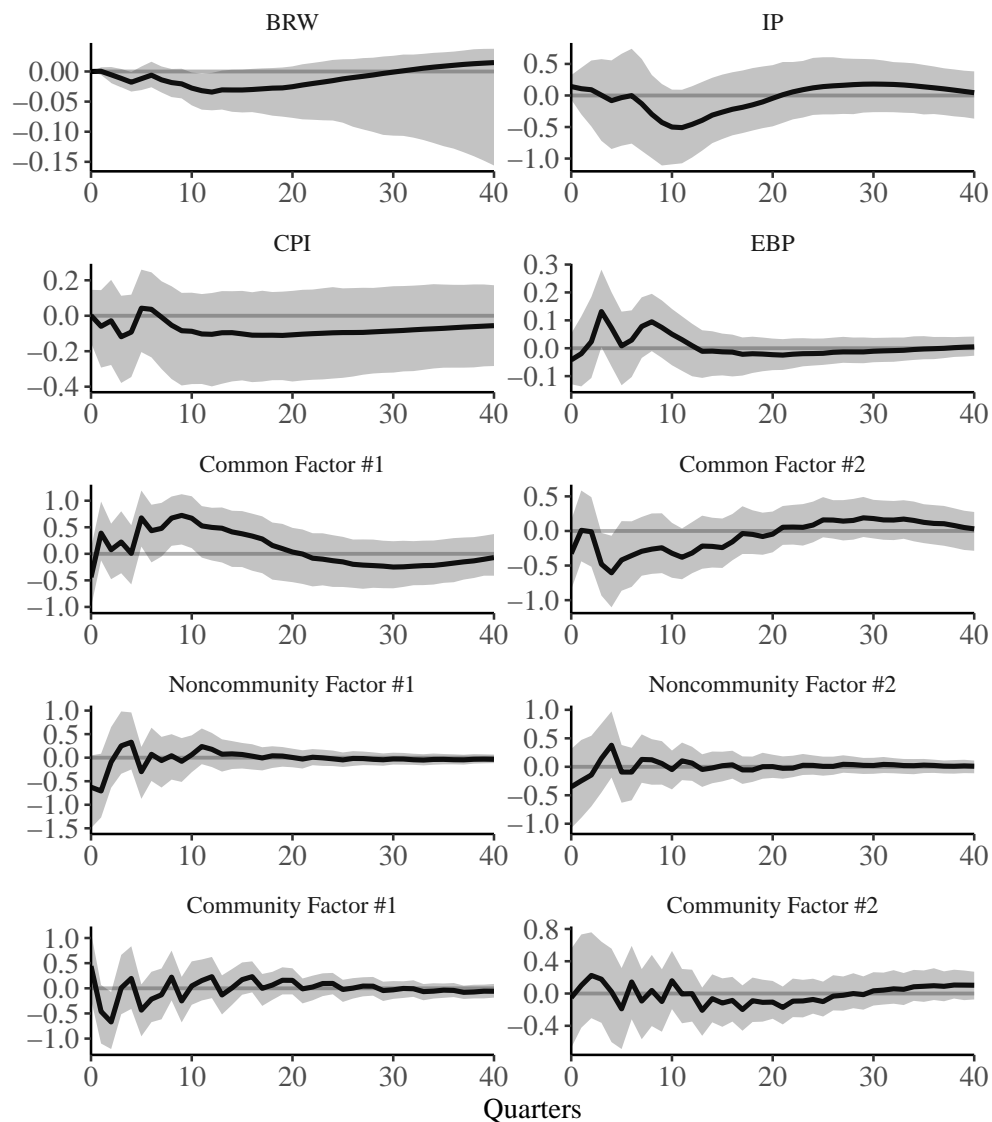 BRW
IP
0.00
−0.05
−0.10
−0.15
0 10 20 30 40
0.5
0.0
−0.5
−1.0
0 10 20 30 40
CPI
EBP
0.2
0.0
−0.2
−0.4
0 10 20 30 40
0.3
0.2
0.1
0.0
−0.1
0 10 20 30 40
Common Factor #1
Common Factor #2
1.0
0.5
0.0
−0.5
−1.0
0 10 20 30 40
0.5
0.0
−0.5
−1.0
0 10 20 30 40
Noncommunity Factor #1
Noncommunity Factor #2
1.0
0.5
0.0
−0.5
−1.0
−1.5
0 10 20 30 40
1.0
0.5
0.0
−0.5
−1.0
0 10 20 30 40
Community Factor #1
Community Factor #2
1.0
0.5
0.0
−0.5
−1.0
0 10 20 30 40
0.8
0.4
0.0
−0.4
0 10 20 30 40
Quarters